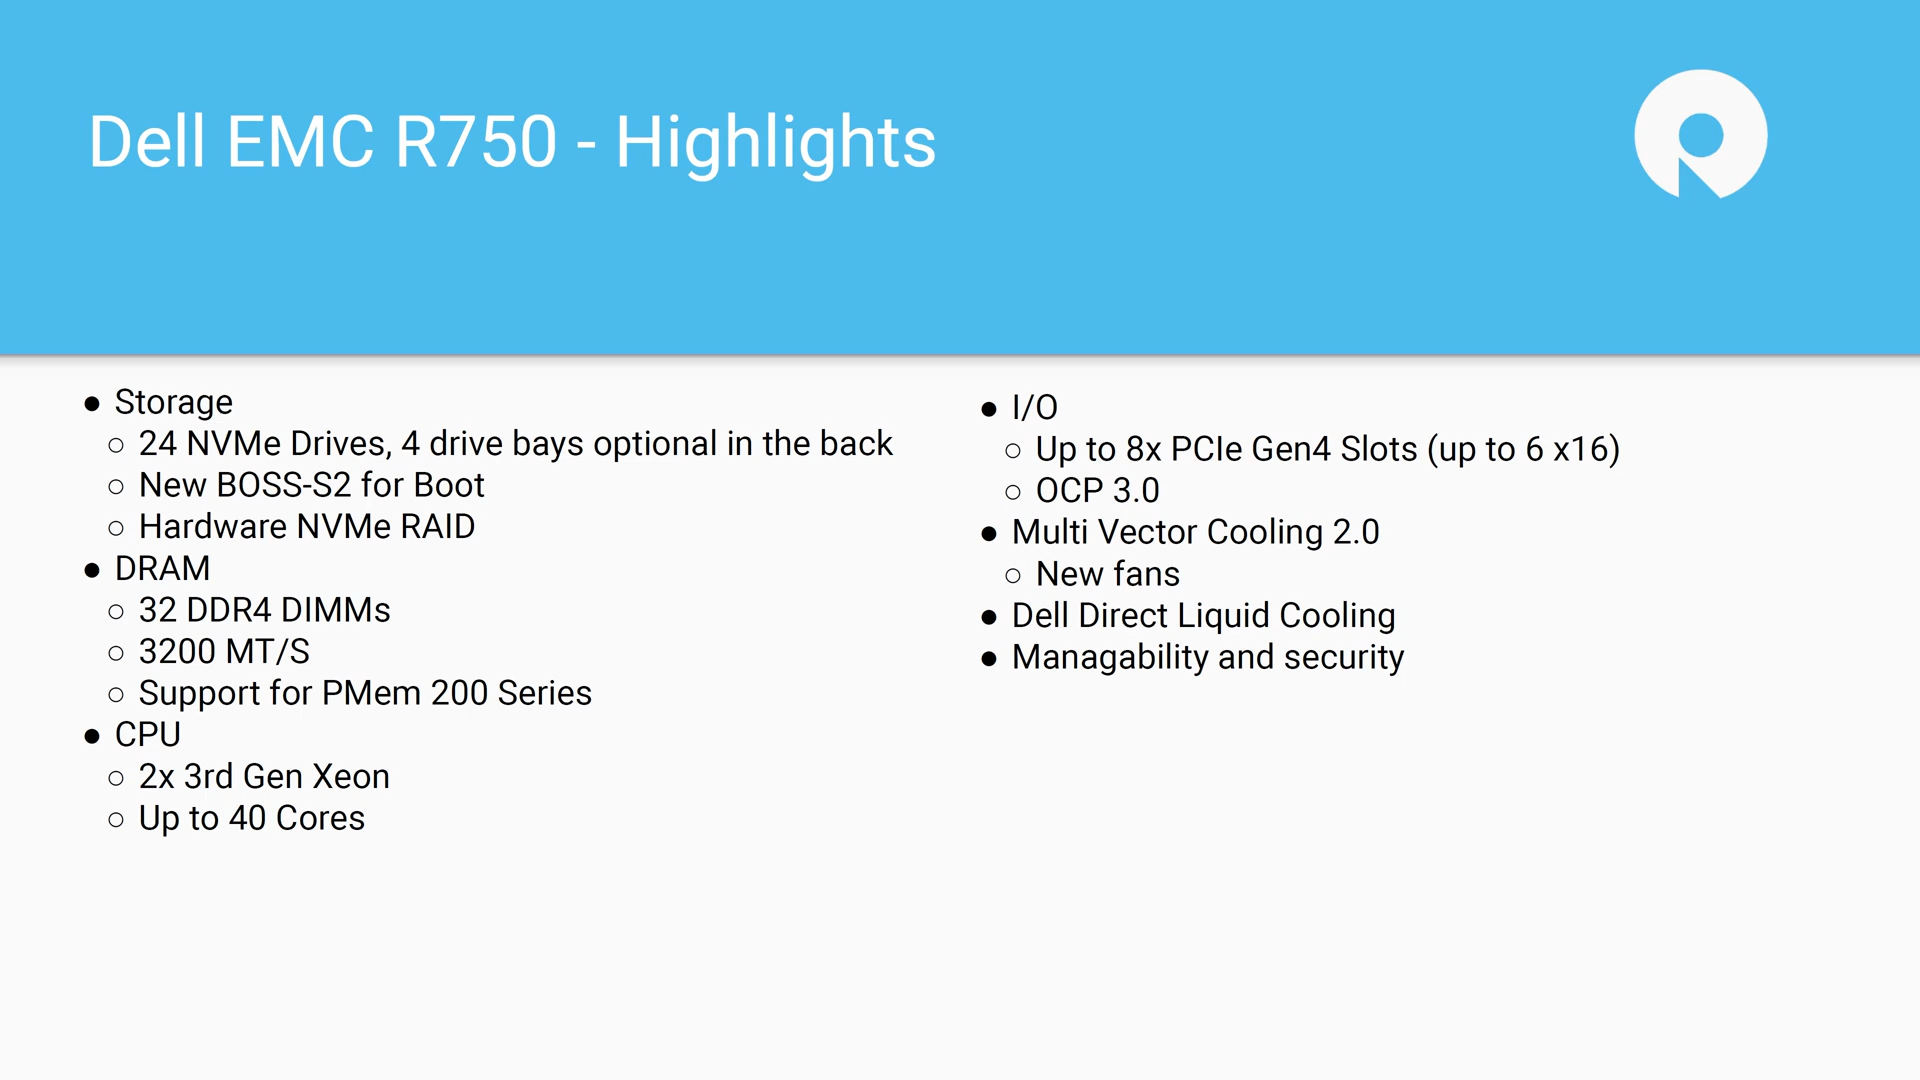 Dell EMC R750 - Highlights
● Storage
○ 24 NVMe Drives, 4 drive bays optional in the back
○ New BOSS-S2 for Boot
○ Hardware NVMe RAID
● DRAM
○ 32 DDR4 DIMMs
○ 3200 MT/S
○ Support for PMem 200 Series
● CPU
○ 2x 3rd Gen Xeon
○ Up to 40 Cores
● I/O
○ Up to 8x PCIe Gen4 Slots (up to 6 x16)
○ OCP 3.0
● Multi Vector Cooling 2.0
○ New fans
● Dell Direct Liquid Cooling
● Managability and security